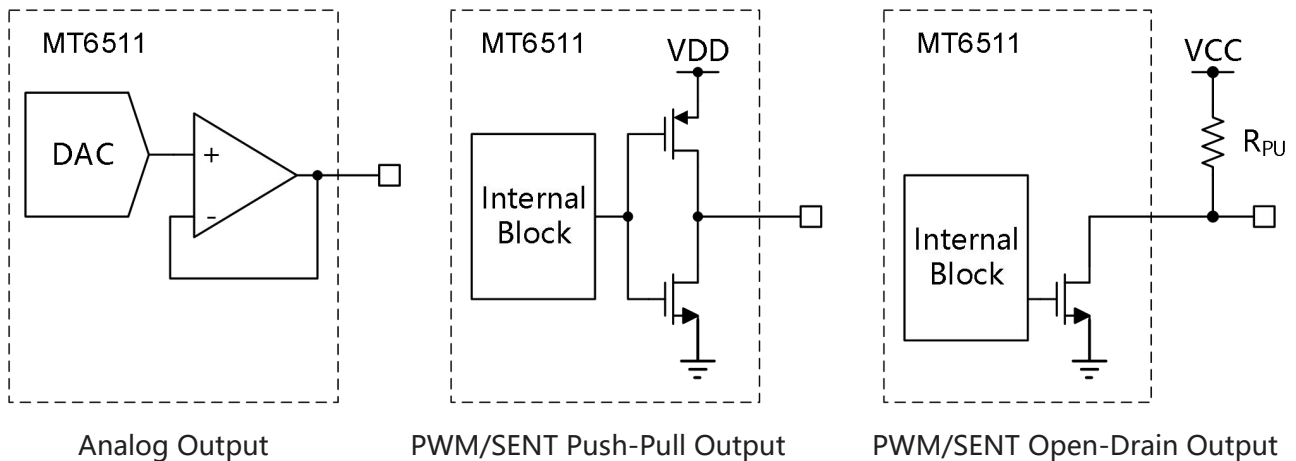 MT6511
DAC
+
-
Analog Output
MT6511
VDD
Internal
Block
PWM/SENT Push-Pull Output
MT6511
VCC
RPU
Internal
Block
PWM/SENT Open-Drain Output